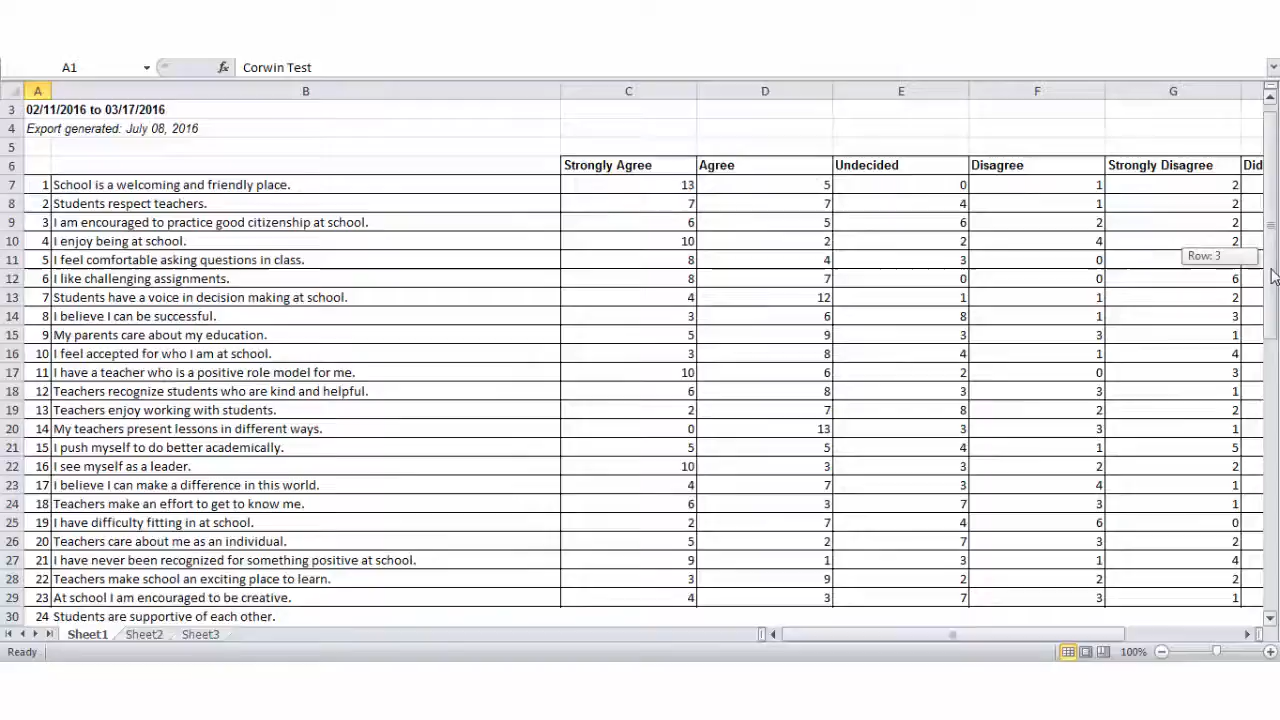 A1 fx Corwin Test
A B C D E F G
3 02/11/2016 to 03/17/2016
4 Export generated: July 08, 2016
5
6 Strongly Agree Agree Undecided Disagree Strongly Disagree Did
7 1 School is a welcoming and friendly place. 13 5 0 1 2
8 2 Students respect teachers. 7 7 4 1 2
9 3 I am encouraged to practice good citizenship at school. 6 5 6 2 2
10 4 I enjoy being at school. 10 2 2 4 2
11 5 I feel comfortable asking questions in class. 8 4 3 0 Row: 3
12 6 I like challenging assignments. 8 7 0 0 6
13 7 Students have a voice in decision making at school. 4 12 1 1 2
14 8 I believe I can be successful. 3 6 8 1 3
15 9 My parents care about my education. 5 9 3 3 1
16 10 I feel accepted for who I am at school. 3 8 4 1 4
17 11 I have a teacher who is a positive role model for me. 10 6 2 0 3
18 12 Teachers recognize students who are kind and helpful. 6 8 3 3 1
19 13 Teachers enjoy working with students. 2 7 8 2 2
20 14 My teachers present lessons in different ways. 0 13 3 3 1
21 15 I push myself to do better academically. 5 5 4 1 5
22 16 I see myself as a leader. 10 3 3 2 2
23 17 I believe I can make a difference in this world. 4 7 3 4 1
24 18 Teachers make an effort to get to know me. 6 3 7 3 1
25 19 I have difficulty fitting in at school. 2 7 4 6 0
26 20 Teachers care about me as an individual. 5 2 7 3 2
27 21 I have never been recognized for something positive at school. 9 1 3 1 4
28 22 Teachers make school an exciting place to learn. 3 9 2 2 2
29 23 At school I am encouraged to be creative. 4 3 7 3 1
30 24 Students are supportive of each other.
Sheet1 Sheet2 Sheet3
Ready 100%